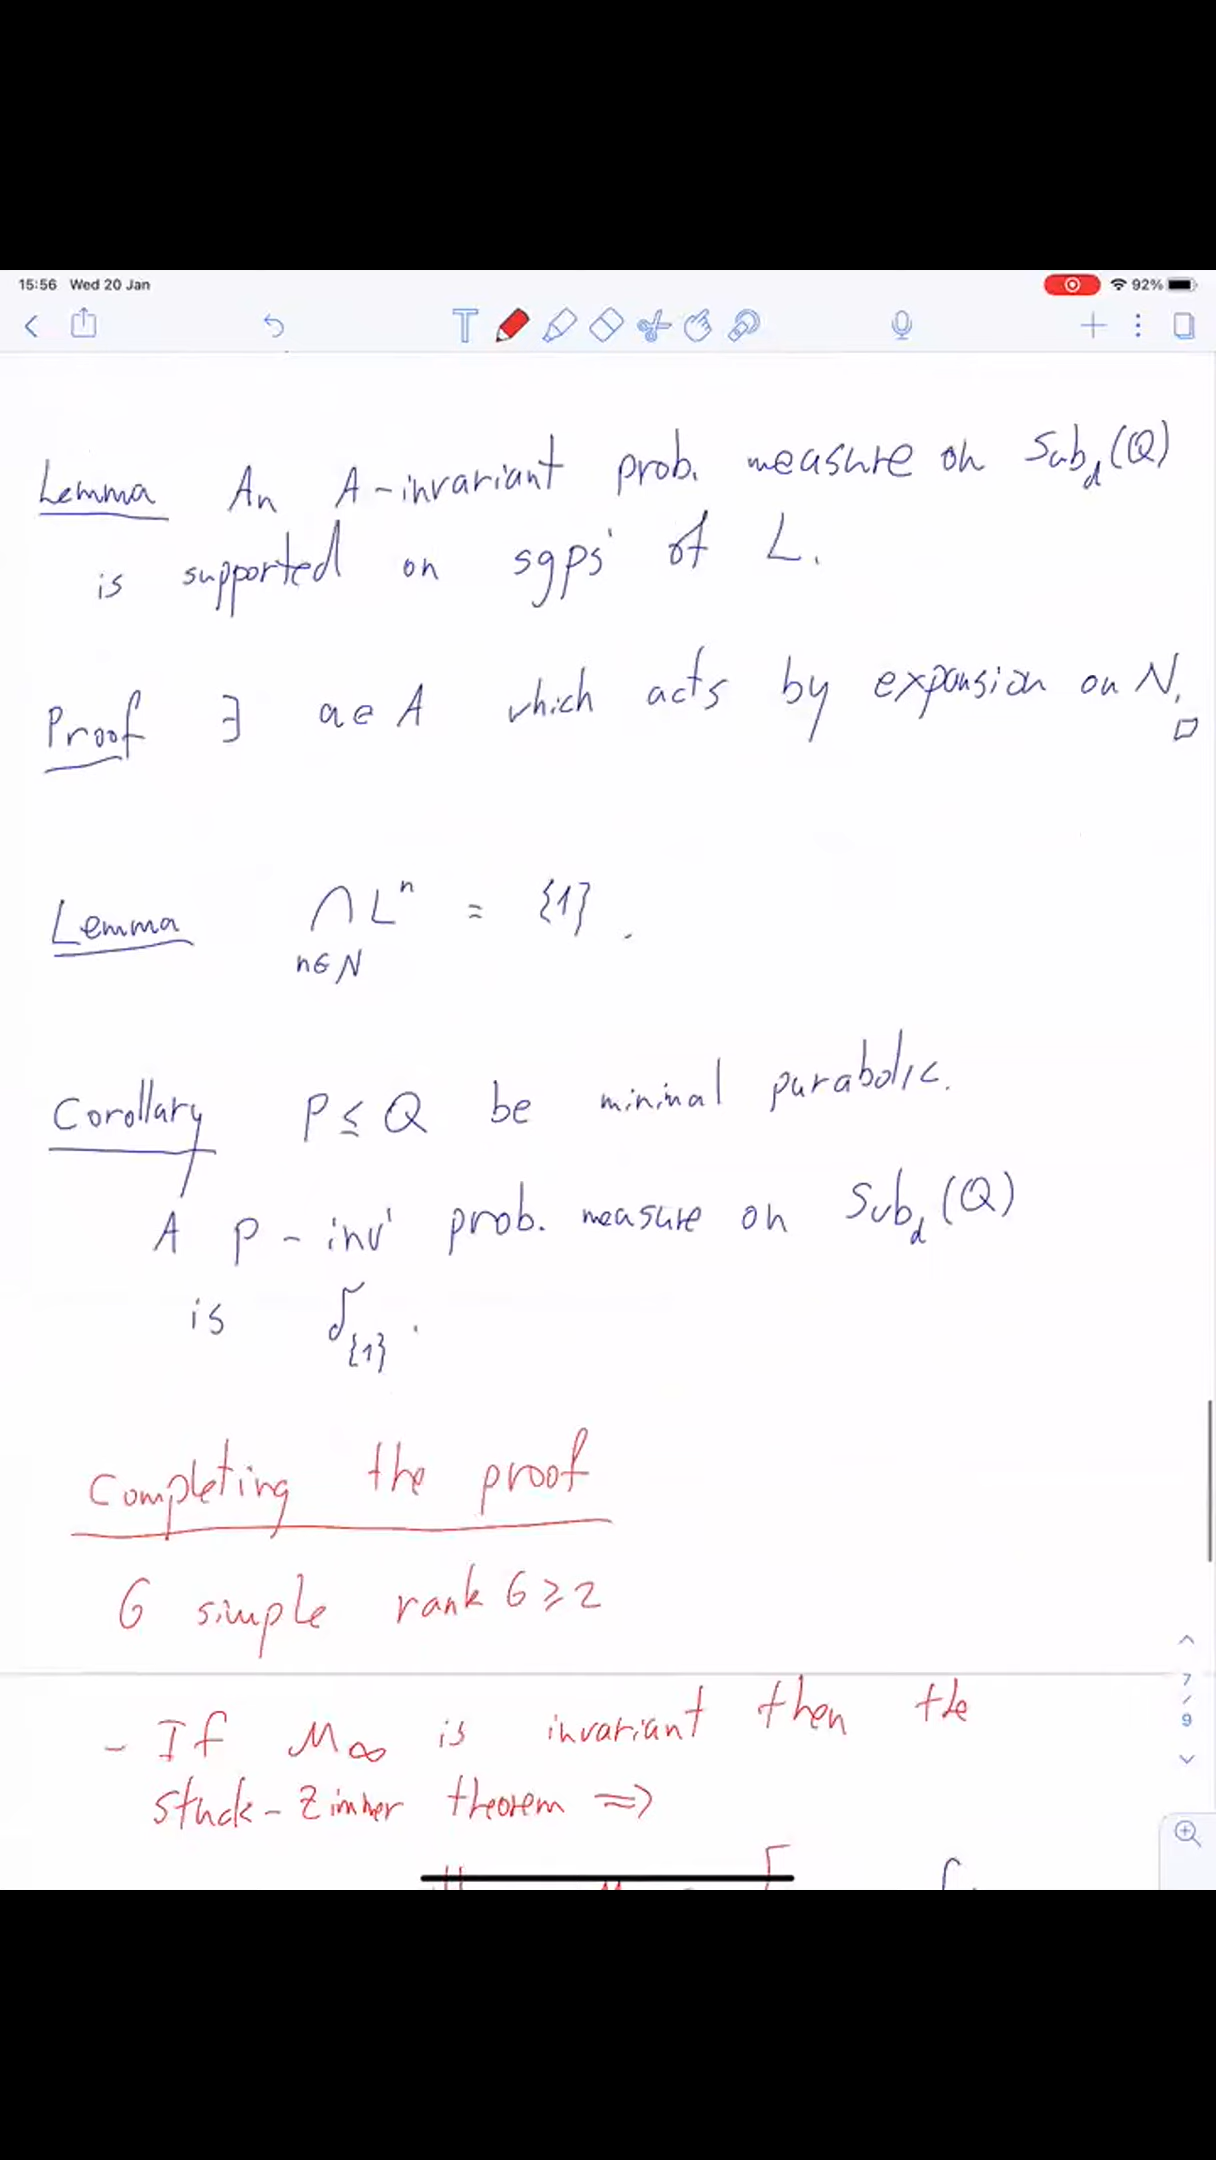 15:56 Wed 20 Jan 92%
T
Lemma An A-invariant prob. measure on Sub_d(Q)
is supported on sgps' of L.
Proof ∃ a∈A which acts by expansion on N.
□
Lemma ∩ L^n = {1}.
n∈N
Corollary P ≤ Q be minimal parabolic.
A P-inv' prob. measure on Sub_d(Q)
is δ_{1}.
Completing the proof
G simple rank G ≥ 2
7
/
9
- If μ_∞ is invariant then the
Stuck-Zimmer theorem ⇒